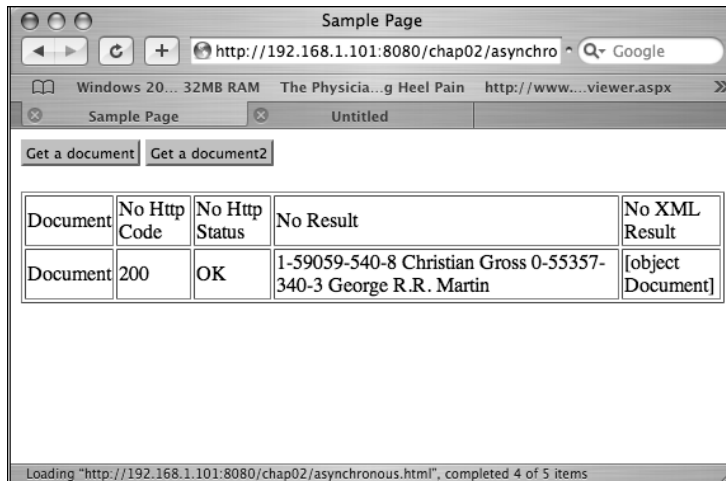 Sample Page
http://192.168.1.101:8080/chap02/asynchro
Google
Windows 20... 32MB RAM The Physicia...g Heel Pain http://www....viewer.aspx
Sample Page Untitled
Get a document Get a document2
Document No Http Code No Http Status No Result No XML Result
Document 200 OK 1-59059-540-8 Christian Gross 0-55357-
340-3 George R.R. Martin [object Document]
Loading "http://192.168.1.101:8080/chap02/asynchronous.html", completed 4 of 5 items